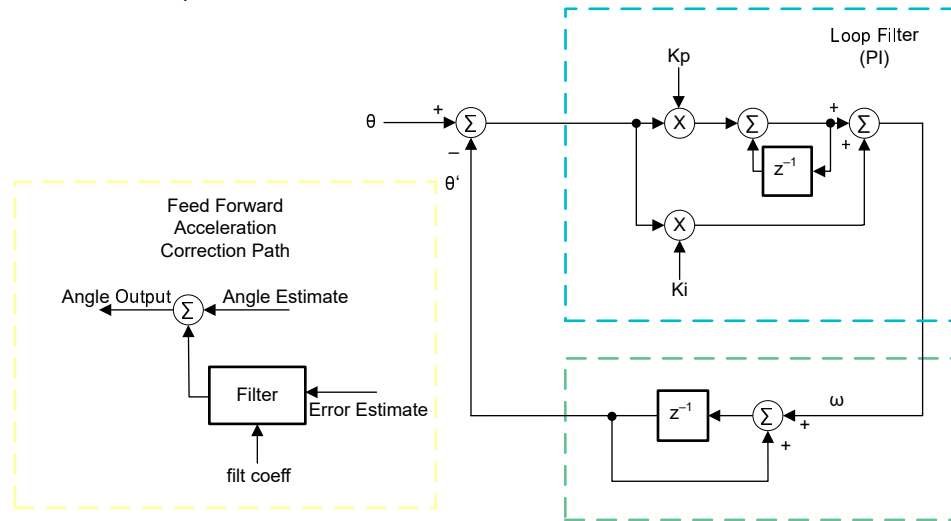 Loop Filter
(PI)
Kp
+
θ
+
Σ
X
Σ
+
Σ
−
z⁻¹
+
θ‘
Feed Forward
Acceleration
Correction Path
X
Ki
Angle Output
Σ
Angle Estimate
Filter
Error Estimate
filt coeff
z⁻¹
Σ
ω
+
+